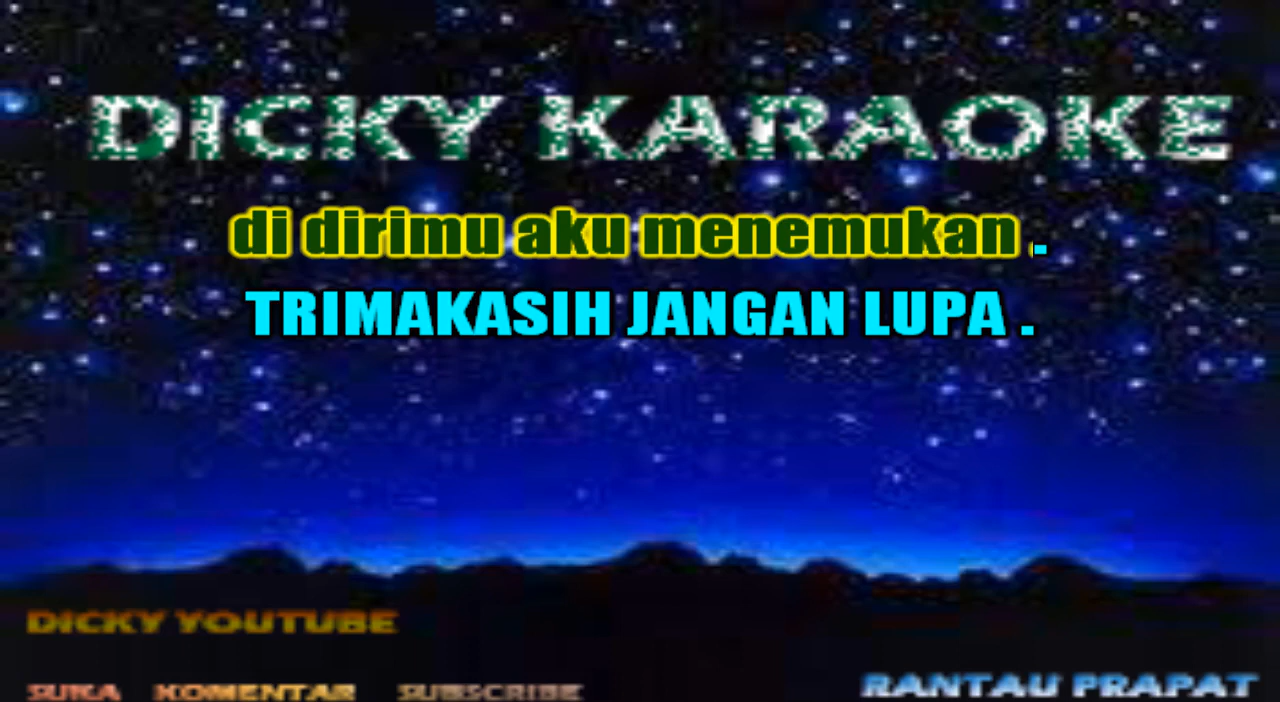 DICKY KARAOKE
di dirimu aku menemukan .
TRIMAKASIH JANGAN LUPA .
DICKY YOUTUBE
SUKA KOMENTAR SUBSCRIBE
RANTAU PRAPAT